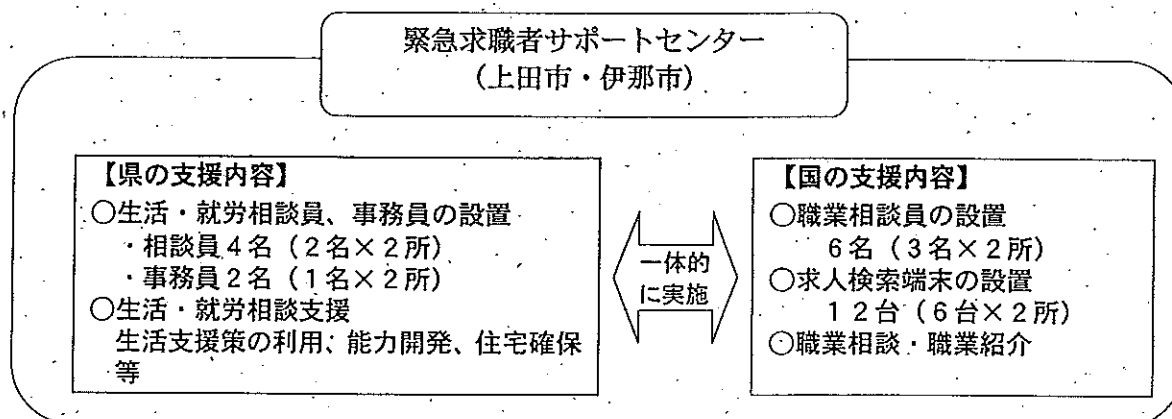 緊急求職者サポートセンター
(上田市・伊那市)
【県の支援内容】
○生活・就労相談員、事務員の設置
・相談員4名(2名×2所)
・事務員2名(1名×2所)
○生活・就労相談支援
生活支援策の利用、能力開発、住宅確保
等
一体的
に実施
【国の支援内容】
○職業相談員の設置
6名(3名×2所)
○求人検索端末の設置
12台(6台×2所)
○職業相談・職業紹介